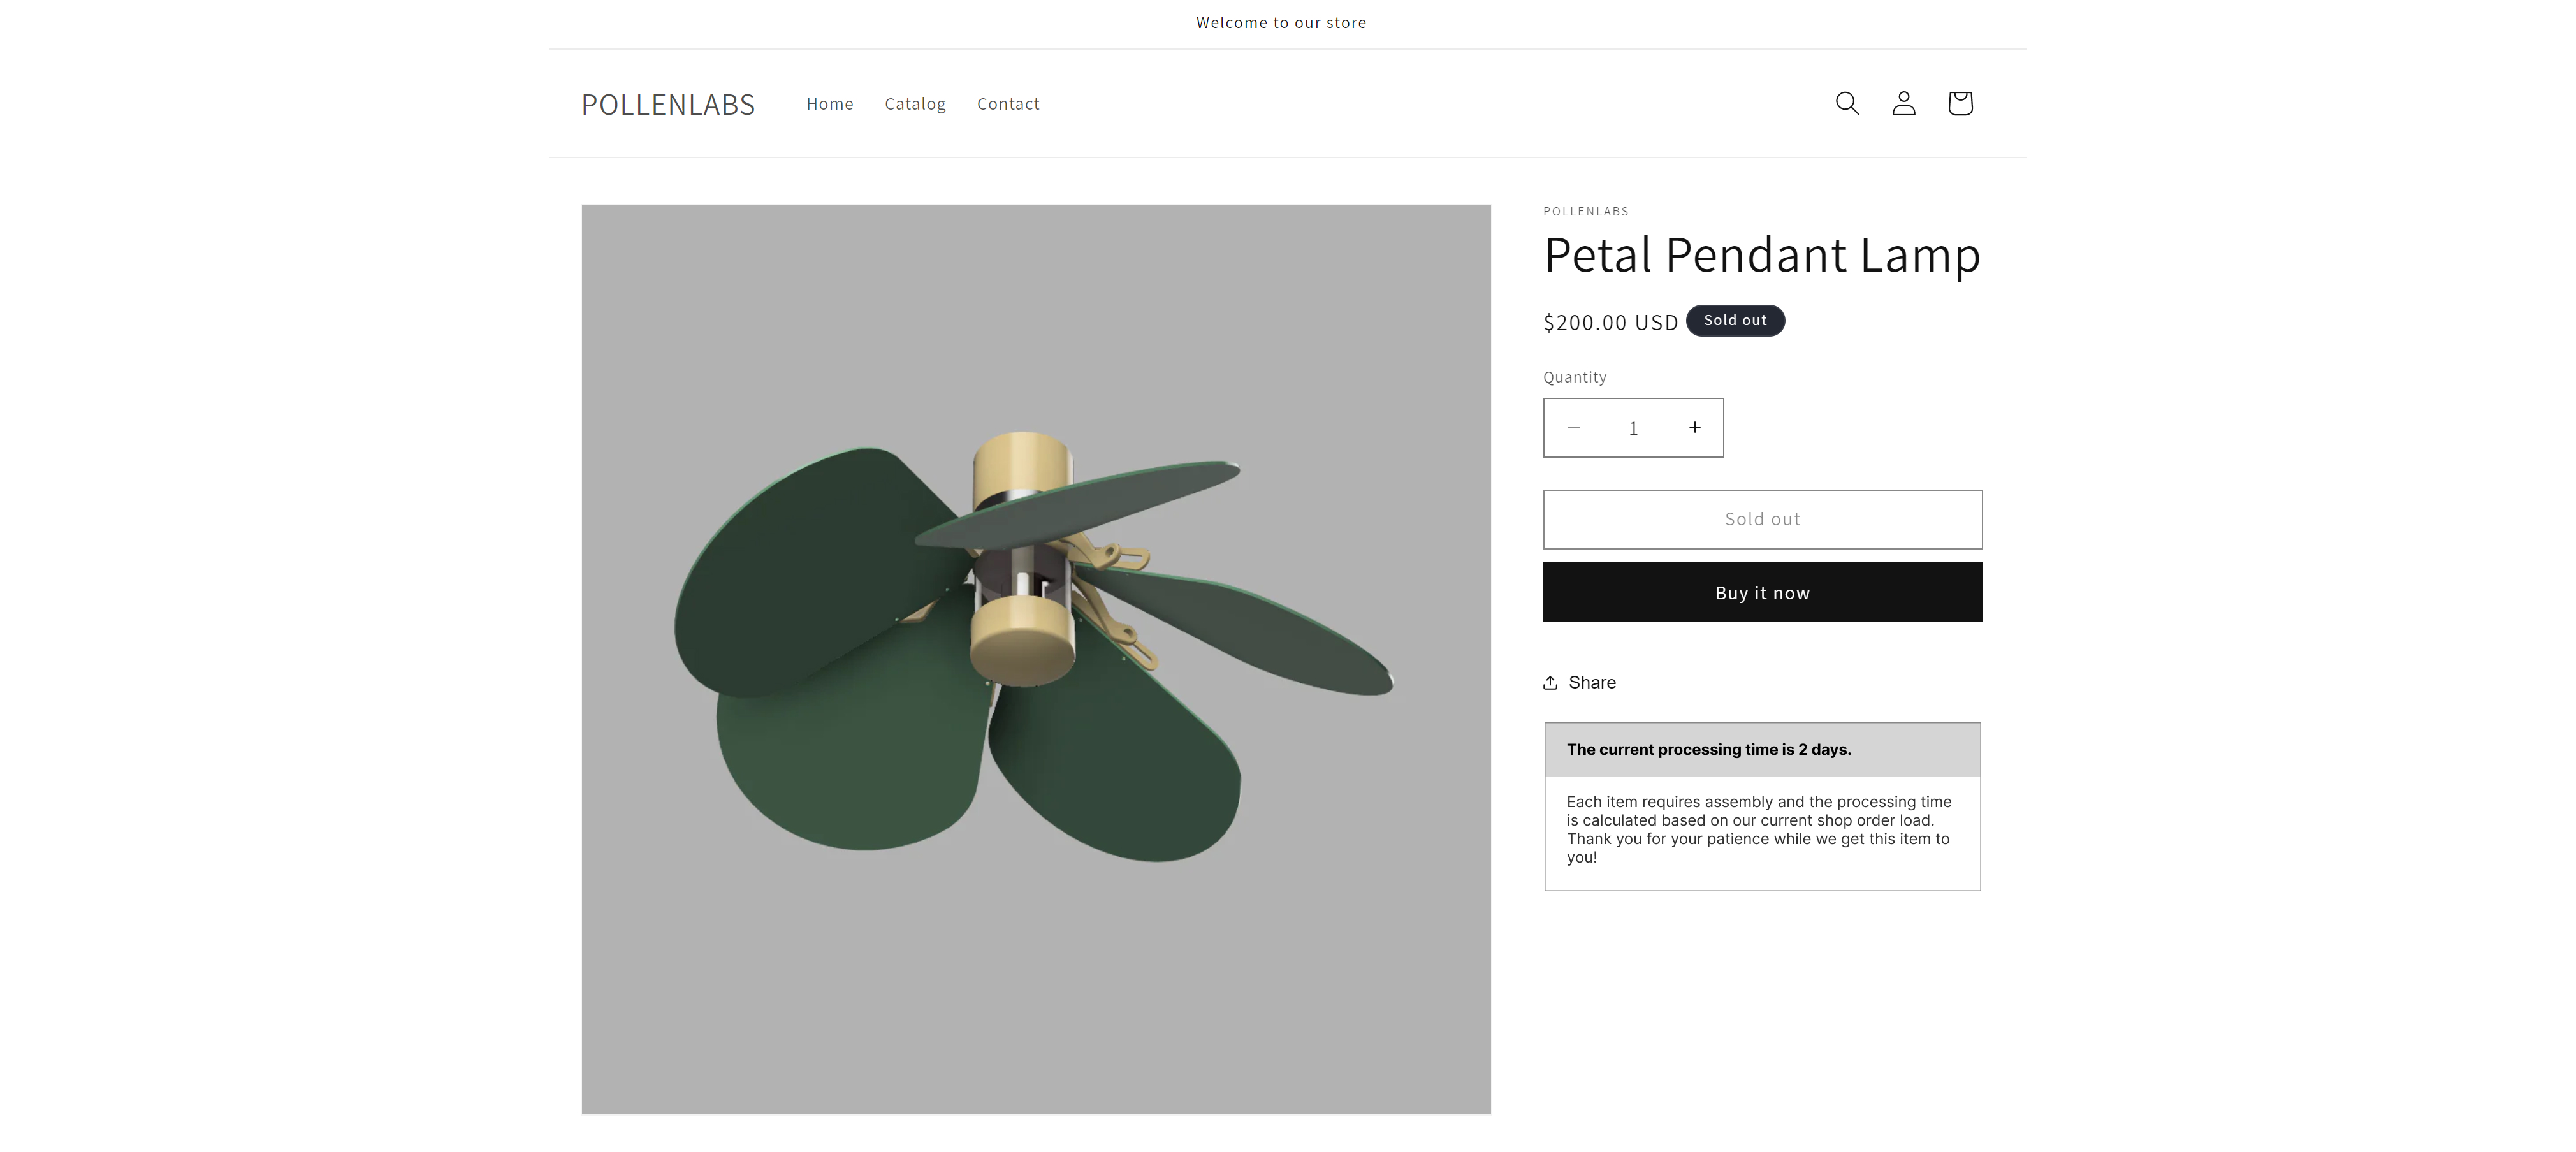 Welcome to our store
POLLENLABS
Home
Catalog
Contact
POLLENLABS
Petal Pendant Lamp
$200.00 USD
Sold out
Quantity
1
Sold out
Buy it now
Share
The current processing time is 2 days.
Each item requires assembly and the processing time
is calculated based on our current shop order load.
Thank you for your patience while we get this item to
you!